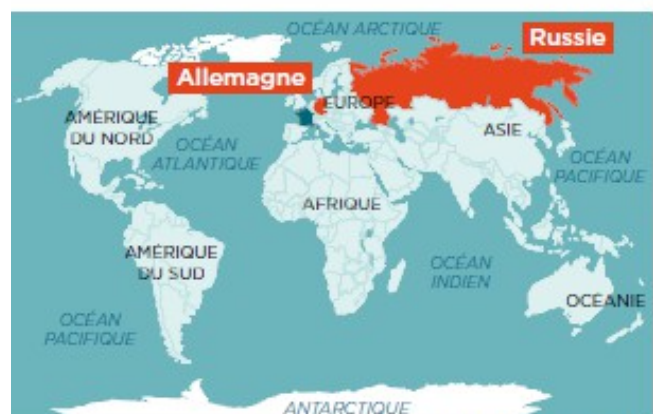 OCÉAN ARCTIQUE
Russie
Allemagne
EUROPE
AMÉRIQUE
DU NORD
ASIE
OCÉAN
ATLANTIQUE
OCÉAN
PACIFIQUE
AFRIQUE
AMÉRIQUE
DU SUD
OCÉAN
INDIEN
OCÉANIE
OCÉAN
PACIFIQUE
ANTARCTIQUE